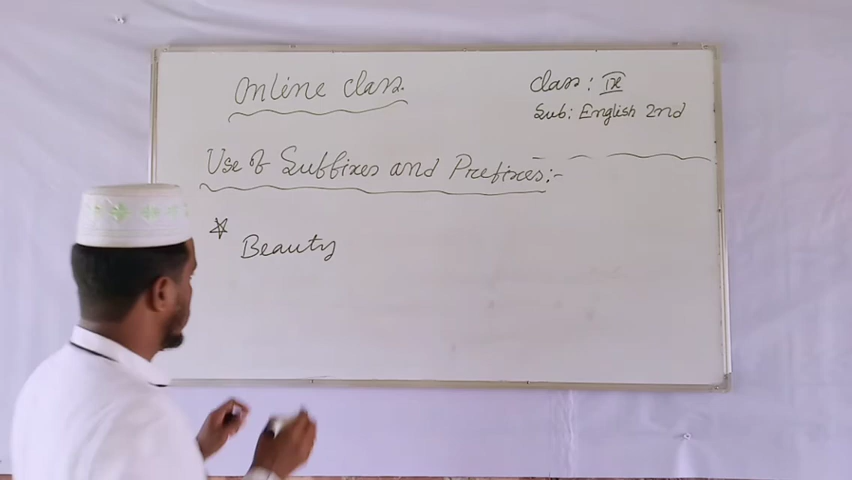 Online Class.
Class: IX
Sub: English 2nd
Use of Suffixes and Prefixes:-
Beauty